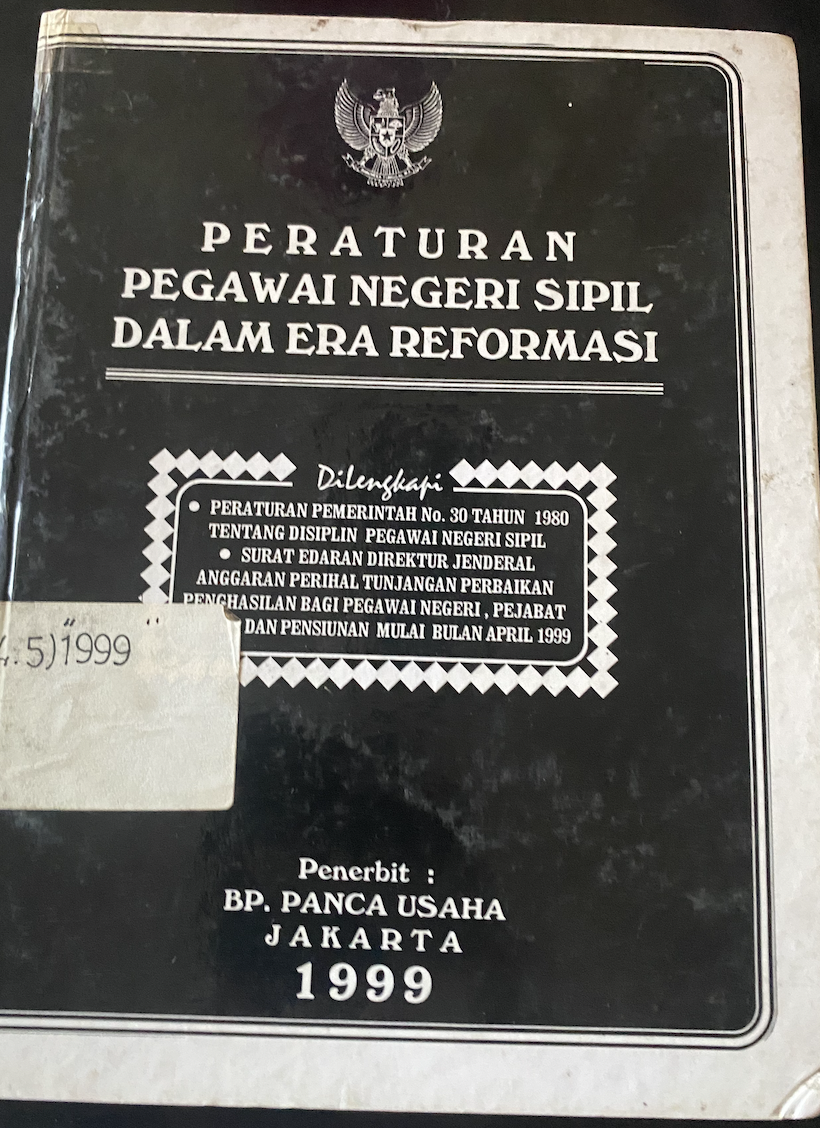 PERATURAN
PEGAWAI NEGERI SIPIL
DALAM ERA REFORMASI
DiLengkapi
• PERATURAN PEMERINTAH No. 30 TAHUN 1980
TENTANG DISIPLIN PEGAWAI NEGERI SIPIL
• SURAT EDARAN DIREKTUR JENDERAL
ANGGARAN PERIHAL TUNJANGAN PERBAIKAN
PENGHASILAN BAGI PEGAWAI NEGERI, PEJABAT
DAN PENSIUNAN MULAI BULAN APRIL 1999
4.5)"1999"
Penerbit :
BP. PANCA USAHA
JAKARTA
1999